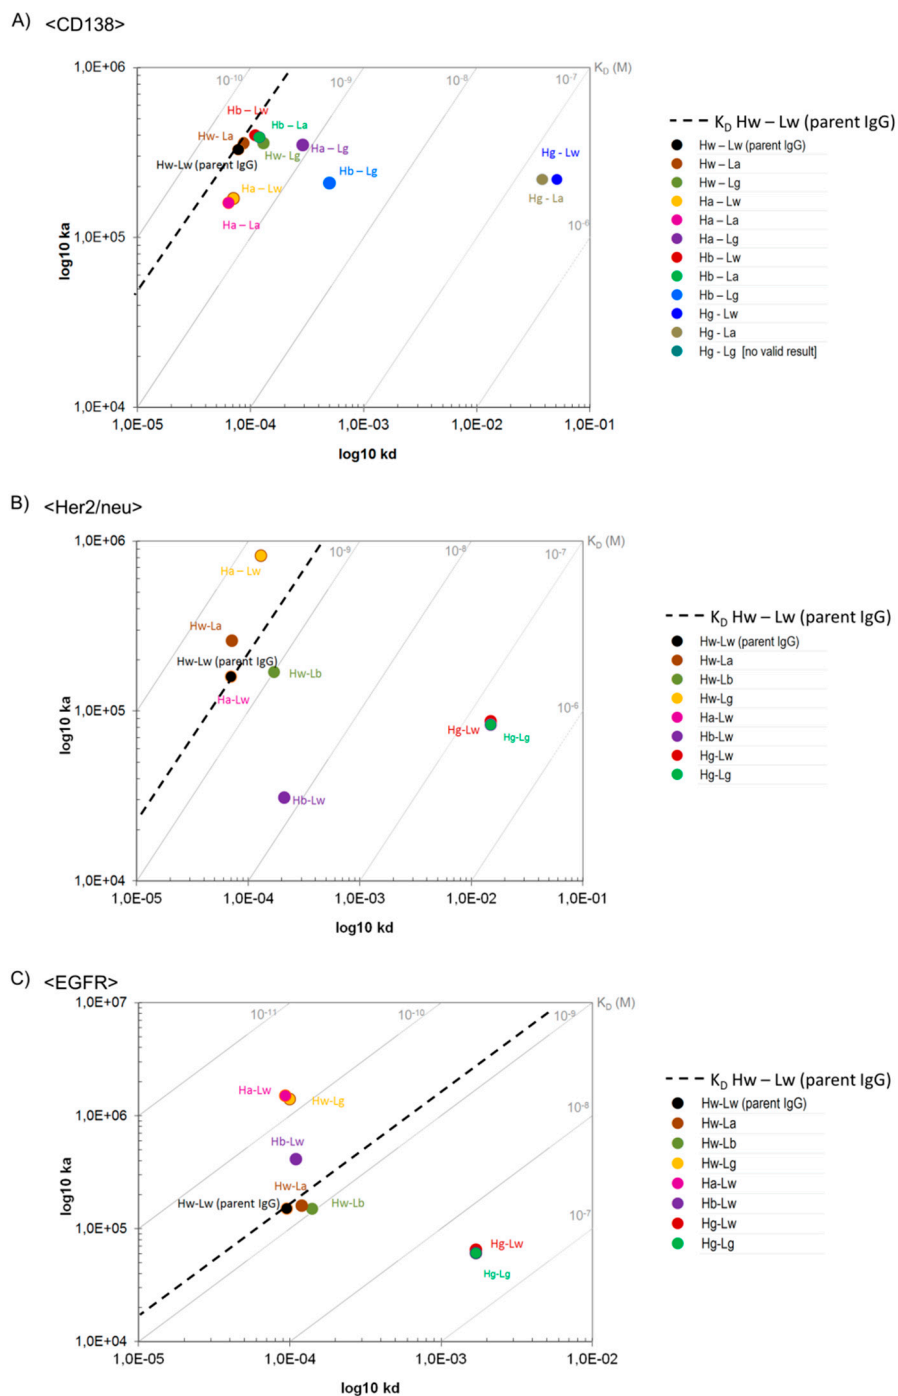 A) <CD138>
1,0E+06
10-10
10-9
10-8
10-7
KD (M)
KD Hw – Lw (parent IgG)
Hb – Lw
Hw- La
Hb – La
Hw- Lg
Ha – Lg
Hw-Lw (parent IgG)
Hb – Lg
Hg - Lw
Hg - La
Ha – Lw
Ha – La
10-6
1,0E+05
1,0E+04
log10 ka
1,0E-05
1,0E-04
1,0E-03
1,0E-02
1,0E-01
log10 kd
Hw – Lw (parent IgG)
Hw – La
Hw – Lg
Ha – Lw
Ha – La
Ha – Lg
Hb – Lw
Hb – La
Hb – Lg
Hg - Lw
Hg - La
Hg - Lg [no valid result]
B) <Her2/neu>
1,0E+06
10-9
10-8
10-7
KD (M)
Ha – Lw
Hw-La
Hw-Lw (parent IgG)
Hw-Lb
Ha-Lw
10-6
1,0E+05
Hg-Lw
Hg-Lg
Hb-Lw
1,0E+04
log10 ka
1,0E-05
1,0E-04
1,0E-03
1,0E-02
1,0E-01
log10 kd
KD Hw – Lw (parent IgG)
Hw-Lw (parent IgG)
Hw-La
Hw-Lb
Hw-Lg
Ha-Lw
Hb-Lw
Hg-Lw
Hg-Lg
C) <EGFR>
1,0E+07
10-11
10-10
10-9
KD (M)
Ha-Lw
Hw-Lg
1,0E+06
10-8
Hb-Lw
Hw-La
Hw-Lw (parent IgG)
Hw-Lb
1,0E+05
10-7
Hg-Lw
Hg-Lg
1,0E+04
log10 ka
1,0E-05
1,0E-04
1,0E-03
1,0E-02
log10 kd
KD Hw – Lw (parent IgG)
Hw-Lw (parent IgG)
Hw-La
Hw-Lb
Hw-Lg
Ha-Lw
Hb-Lw
Hg-Lw
Hg-Lg